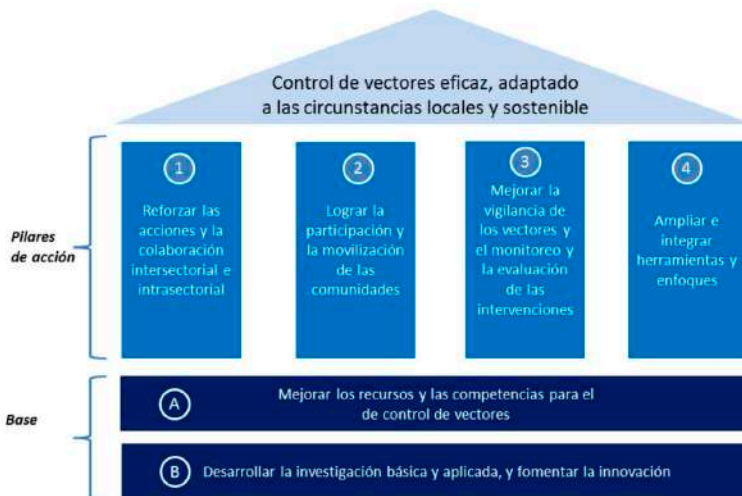 Control de vectores eficaz, adaptado
a las circunstancias locales y sostenible
Pilares
de acción
1
Reforzar las
acciones y la
colaboración
intersectorial e
intrasectorial
2
Lograr la
participación y
la movilización
de las
comunidades
3
Mejorar la
vigilancia de
los vectores y
el monitoreo y
la evaluación
de las
intervenciones
4
Ampliar e
integrar
herramientas y
enfoques
Base
A
Mejorar los recursos y las competencias para el
de control de vectores
B
Desarrollar la investigación básica y aplicada, y fomentar la innovación